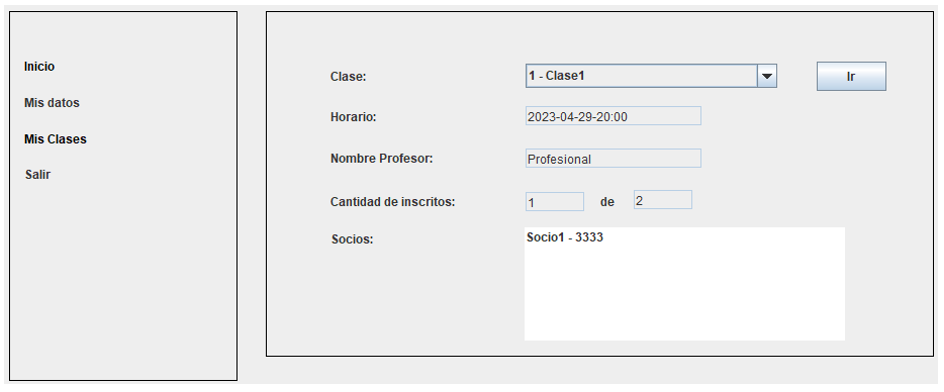 Inicio
Mis datos
Mis Clases
Salir
Clase: 1 - Clase1 Ir
Horario: 2023-04-29-20:00
Nombre Profesor: Profesional
Cantidad de inscritos: 1 de 2
Socios: Socio1 - 3333